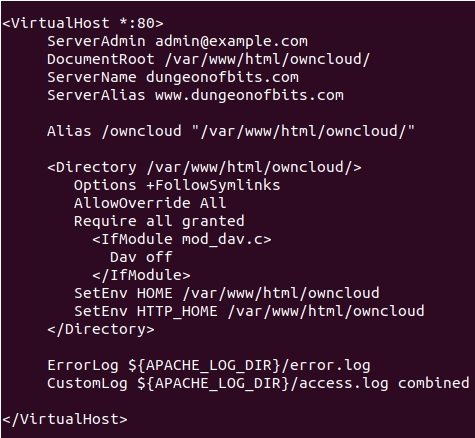 <VirtualHost *:80>
ServerAdmin admin@example.com
DocumentRoot /var/www/html/owncloud/
ServerName dungeonofbits.com
ServerAlias www.dungeonofbits.com
Alias /owncloud "/var/www/html/owncloud/"
<Directory /var/www/html/owncloud/>
Options +FollowSymlinks
AllowOverride All
Require all granted
<IfModule mod_dav.c>
Dav off
</IfModule>
SetEnv HOME /var/www/html/owncloud
SetEnv HTTP_HOME /var/www/html/owncloud
</Directory>
ErrorLog ${APACHE_LOG_DIR}/error.log
CustomLog ${APACHE_LOG_DIR}/access.log combined
</VirtualHost>